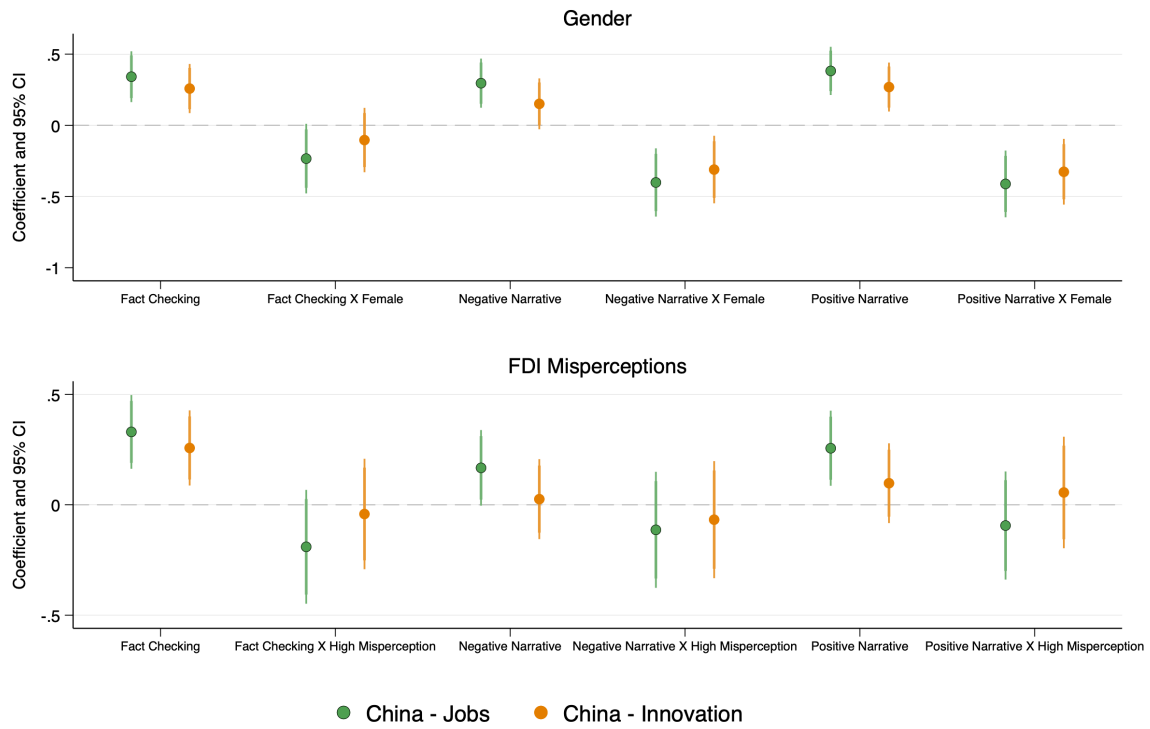 Gender
Coefficient and 95% CI
.5
0
-.5
-1
Fact Checking Fact Checking X Female Negative Narrative Negative Narrative X Female Positive Narrative Positive Narrative X Female
FDI Misperceptions
Coefficient and 95% CI
.5
0
-.5
Fact Checking Fact Checking X High Misperception Negative Narrative Negative Narrative X High Misperception Positive Narrative Positive Narrative X High Misperception
China - Jobs China - Innovation